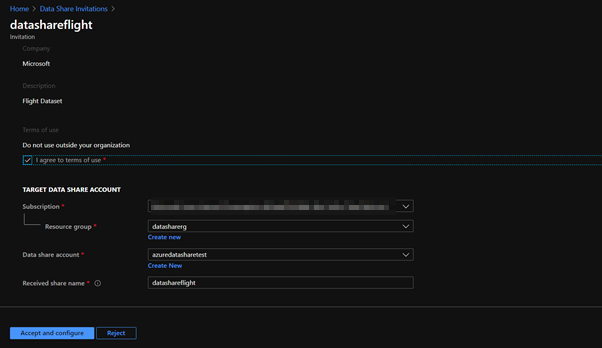 Home > Data Share Invitations >
datashareflight
Invitation
Company
Microsoft
Description
Flight Dataset
Terms of use
Do not use outside your organization
I agree to terms of use *
TARGET DATA SHARE ACCOUNT
Subscription *
Resource group *
datasharerg
Create new
Data share account *
azuredatasharetest
Create New
Received share name *
datashareflight
Accept and configure
Reject